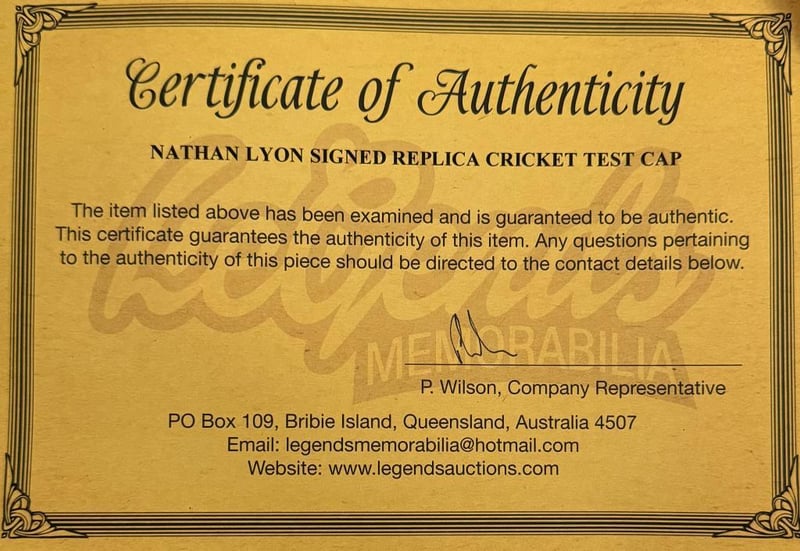 Certificate of Authenticity
NATHAN LYON SIGNED REPLICA CRICKET TEST CAP
The item listed above has been examined and is guaranteed to be authentic.
This certificate guarantees the authenticity of this item. Any questions pertaining
to the authenticity of this piece should be directed to the contact details below.
Legends
MEMORABILIA
P. Wilson, Company Representative
PO Box 109, Bribie Island, Queensland, Australia 4507
Email: legendsmemorabilia@hotmail.com
Website: www.legendsauctions.com